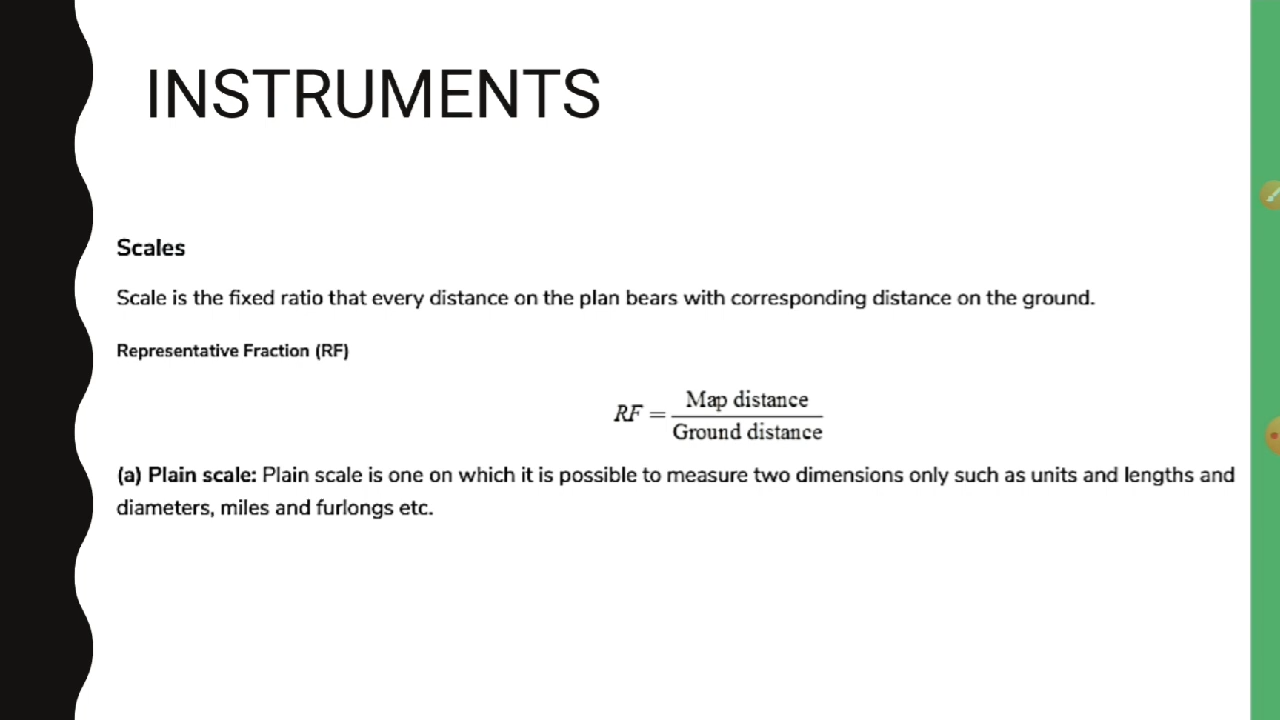 INSTRUMENTS
Scales
Scale is the fixed ratio that every distance on the plan bears with corresponding distance on the ground.
Representative Fraction (RF)
RF = Map distance / Ground distance
(a) Plain scale: Plain scale is one on which it is possible to measure two dimensions only such as units and lengths and
diameters, miles and furlongs etc.